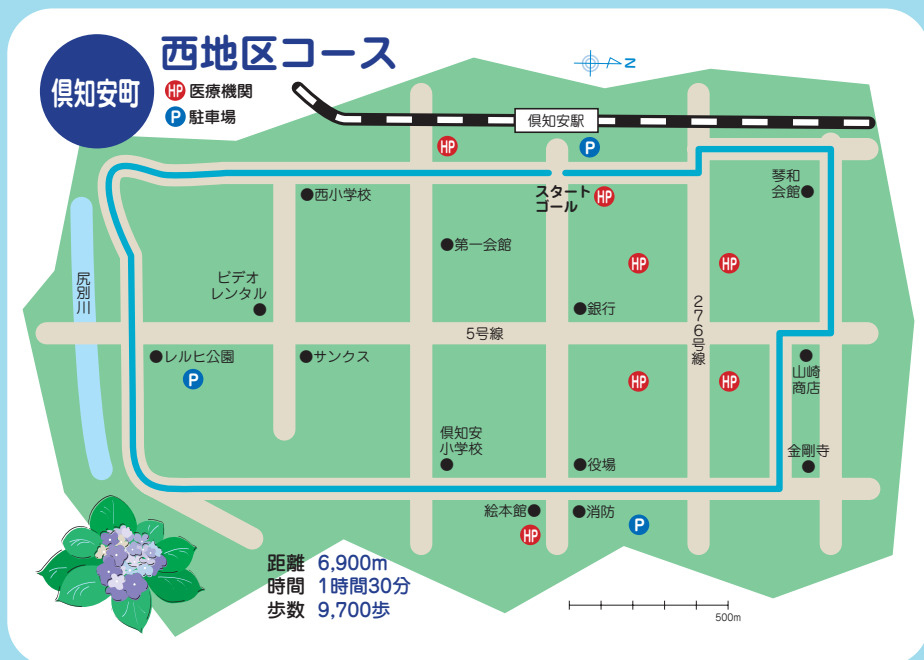 倶知安町
西地区コース
HP 医療機関
P 駐車場
N
倶知安駅
HP
P
琴和
会館
西小学校
スタート
ゴール
HP
第一会館
HP
HP
尻別川
ビデオ
レンタル
銀行
276号線
5号線
レルヒ公園
サンクス
P
HP
HP
山崎
商店
倶知安
小学校
役場
金剛寺
絵本館
消防
HP
P
距離 6,900m
時間 1時間30分
歩数 9,700歩
500m